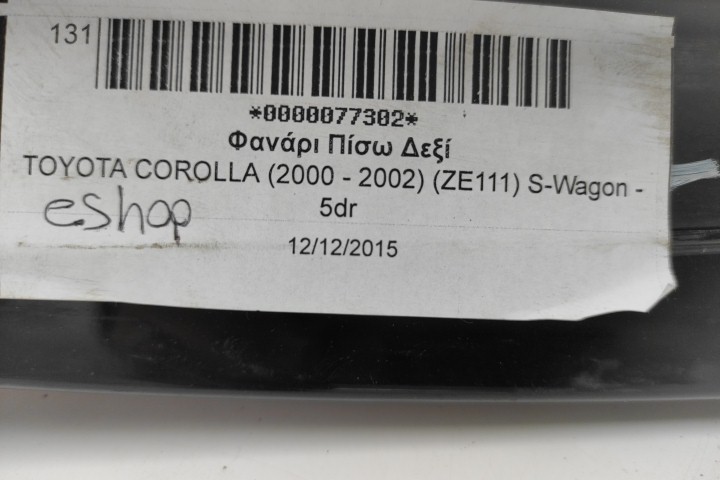 131
*0000077302*
Φανάρι Πίσω Δεξί
TOYOTA COROLLA (2000 - 2002) (ZE111) S-Wagon -
5dr
eshop
12/12/2015